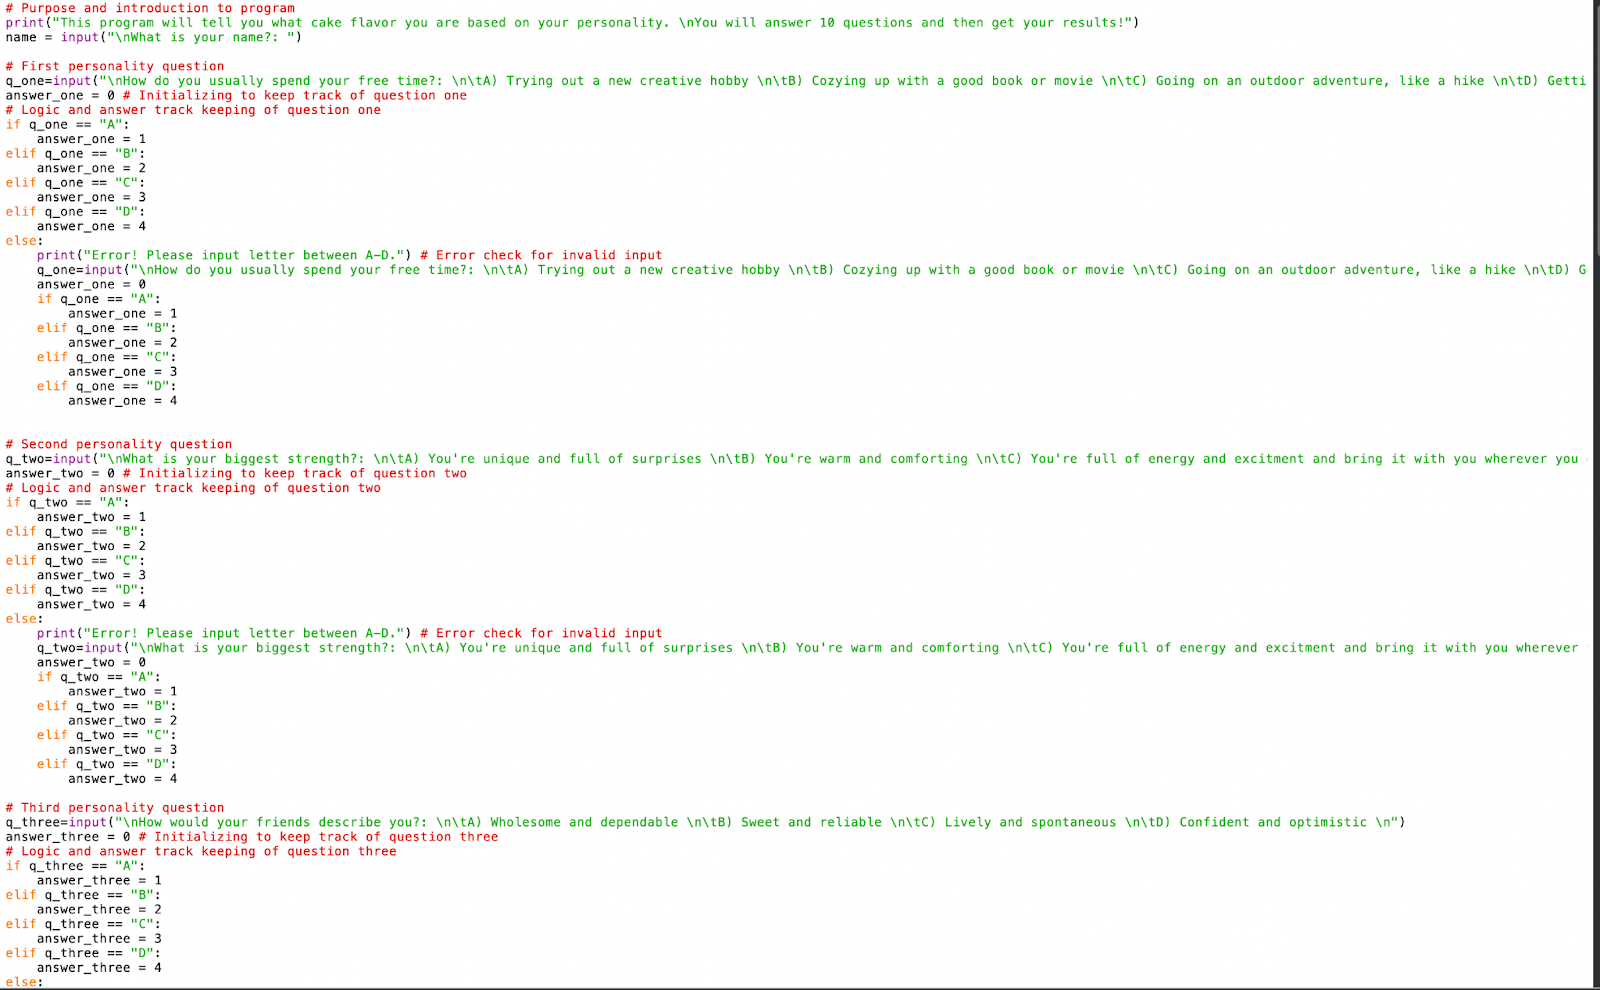 # Purpose and introduction to program
print("This program will tell you what cake flavor you are based on your personality. \nYou will answer 10 questions and then get your results!")
name = input("\nWhat is your name?: ")

# First personality question
q_one=input("\nHow do you usually spend your free time?: \n\tA) Trying out a new creative hobby \n\tB) Cozying up with a good book or movie \n\tC) Going on an outdoor adventure, like a hike \n\tD) Getti
answer_one = 0 # Initializing to keep track of question one
# Logic and answer track keeping of question one
if q_one == "A":
    answer_one = 1
elif q_one == "B":
    answer_one = 2
elif q_one == "C":
    answer_one = 3
elif q_one == "D":
    answer_one = 4
else:
    print("Error! Please input letter between A-D.") # Error check for invalid input
    q_one=input("\nHow do you usually spend your free time?: \n\tA) Trying out a new creative hobby \n\tB) Cozying up with a good book or movie \n\tC) Going on an outdoor adventure, like a hike \n\tD) G
    answer_one = 0
    if q_one == "A":
        answer_one = 1
    elif q_one == "B":
        answer_one = 2
    elif q_one == "C":
        answer_one = 3
    elif q_one == "D":
        answer_one = 4

# Second personality question
q_two=input("\nWhat is your biggest strength?: \n\tA) You're unique and full of surprises \n\tB) You're warm and comforting \n\tC) You're full of energy and excitment and bring it with you wherever you
answer_two = 0 # Initializing to keep track of question two
# Logic and answer track keeping of question two
if q_two == "A":
    answer_two = 1
elif q_two == "B":
    answer_two = 2
elif q_two == "C":
    answer_two = 3
elif q_two == "D":
    answer_two = 4
else:
    print("Error! Please input letter between A-D.") # Error check for invalid input
    q_two=input("\nWhat is your biggest strength?: \n\tA) You're unique and full of surprises \n\tB) You're warm and comforting \n\tC) You're full of energy and excitment and bring it with you wherever
    answer_two = 0
    if q_two == "A":
        answer_two = 1
    elif q_two == "B":
        answer_two = 2
    elif q_two == "C":
        answer_two = 3
    elif q_two == "D":
        answer_two = 4

# Third personality question
q_three=input("\nHow would your friends describe you?: \n\tA) Wholesome and dependable \n\tB) Sweet and reliable \n\tC) Lively and spontaneous \n\tD) Confident and optimistic \n")
answer_three = 0 # Initializing to keep track of question three
# Logic and answer track keeping of question three
if q_three == "A":
    answer_three = 1
elif q_three == "B":
    answer_three = 2
elif q_three == "C":
    answer_three = 3
elif q_three == "D":
    answer_three = 4
else: